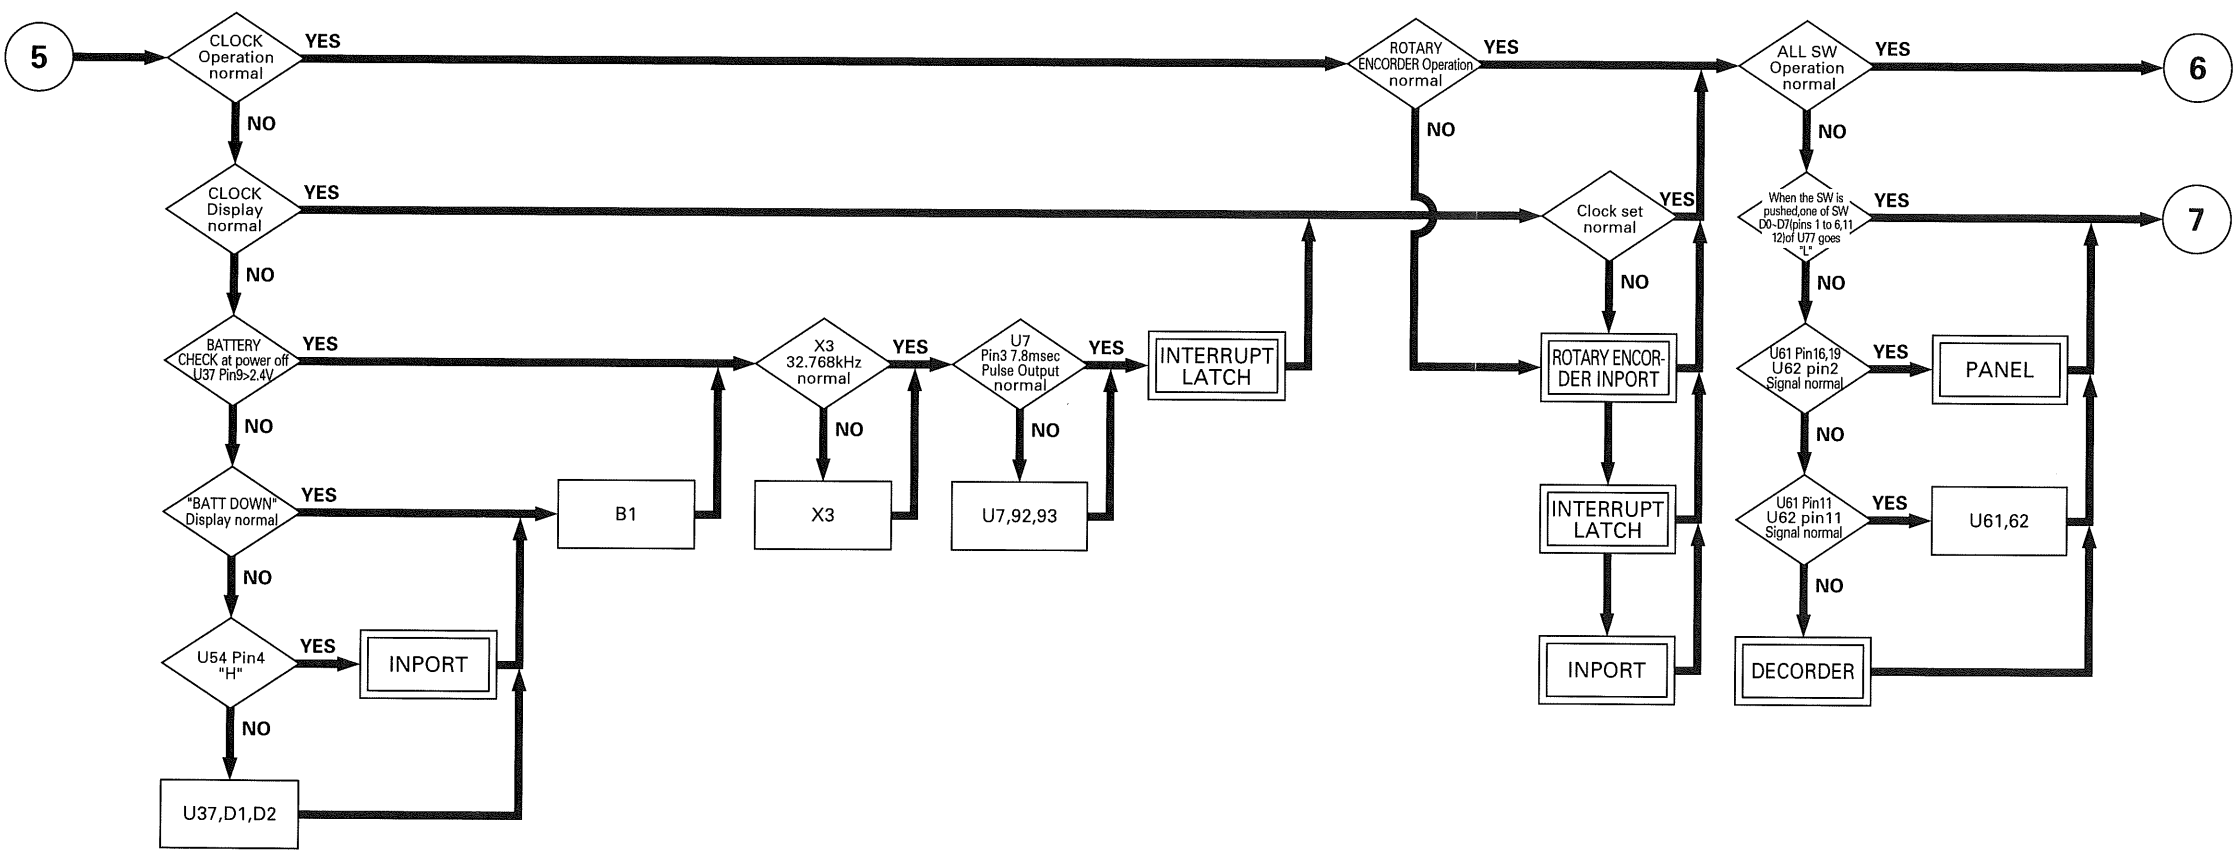 5
CLOCK
Operation
normal
YES
NO
ROTARY
ENCORDER Operation
normal
YES
NO
ALL SW
Operation
normal
YES
NO
6
CLOCK
Display
normal
YES
NO
Clock set
normal
YES
NO
When the SW is
pushed,one of SW
D0~D7(pins 1 to 6,11
12)of U77 goes
"L"
YES
NO
7
BATTERY
CHECK at power off
U37 Pin9>2.4V
YES
NO
X3
32.768kHz
normal
YES
NO
U7
Pin3 7.8msec
Pulse Output
normal
YES
NO
INTERRUPT
LATCH
ROTARY ENCOR-
DER INPORT
U61 Pin16,19
U62 pin2
Signal normal
YES
NO
PANEL
"BATT DOWN"
Display normal
YES
NO
B1
X3
U7,92,93
INTERRUPT
LATCH
U61 Pin11
U62 pin11
Signal normal
YES
NO
U61,62
U54 Pin4
"H"
YES
NO
INPORT
INPORT
DECORDER
U37,D1,D2